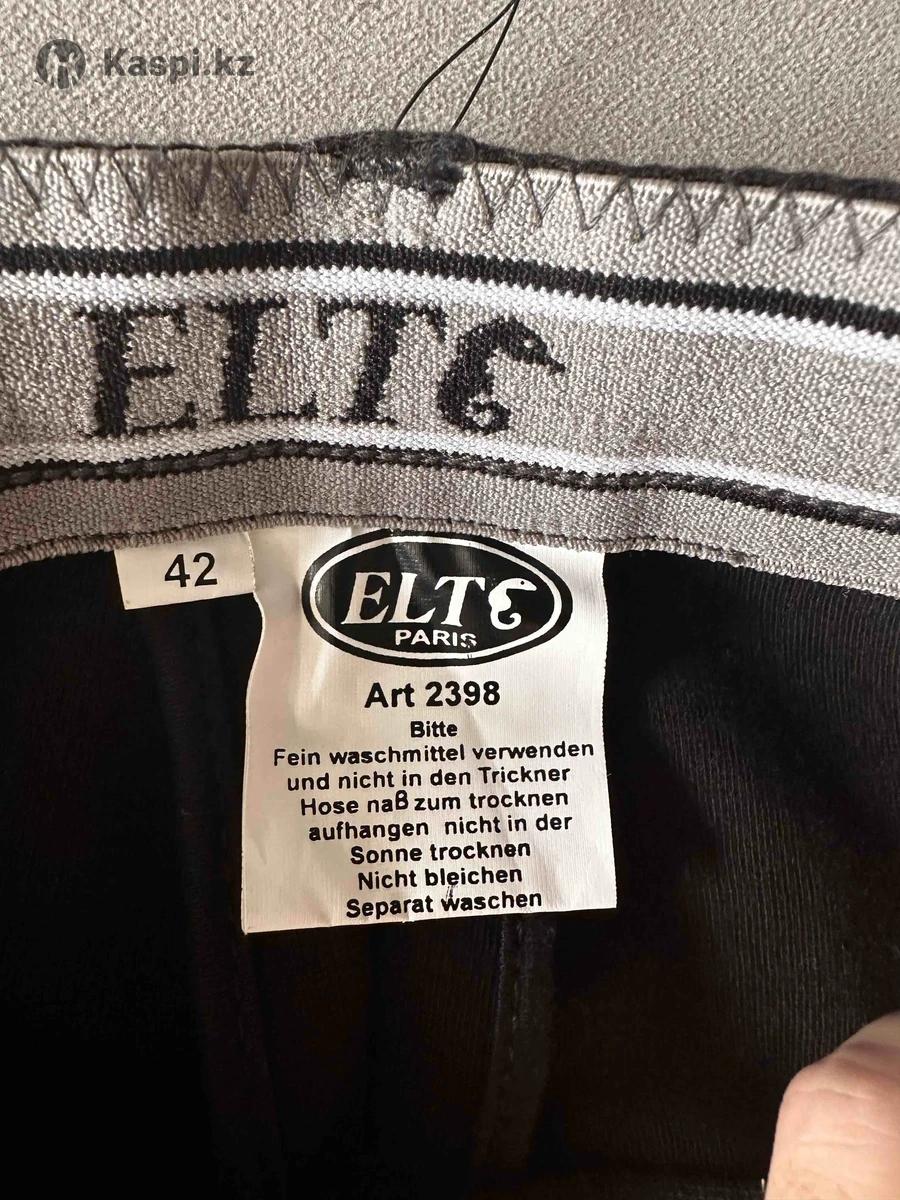 Kaspi.kz
ELT
42
ELT
PARIS
Art 2398
Bitte
Fein waschmittel verwenden
und nicht in den Trickner
Hose naß zum trocknen
aufhangen nicht in der
Sonne trocknen
Nicht bleichen
Separat waschen